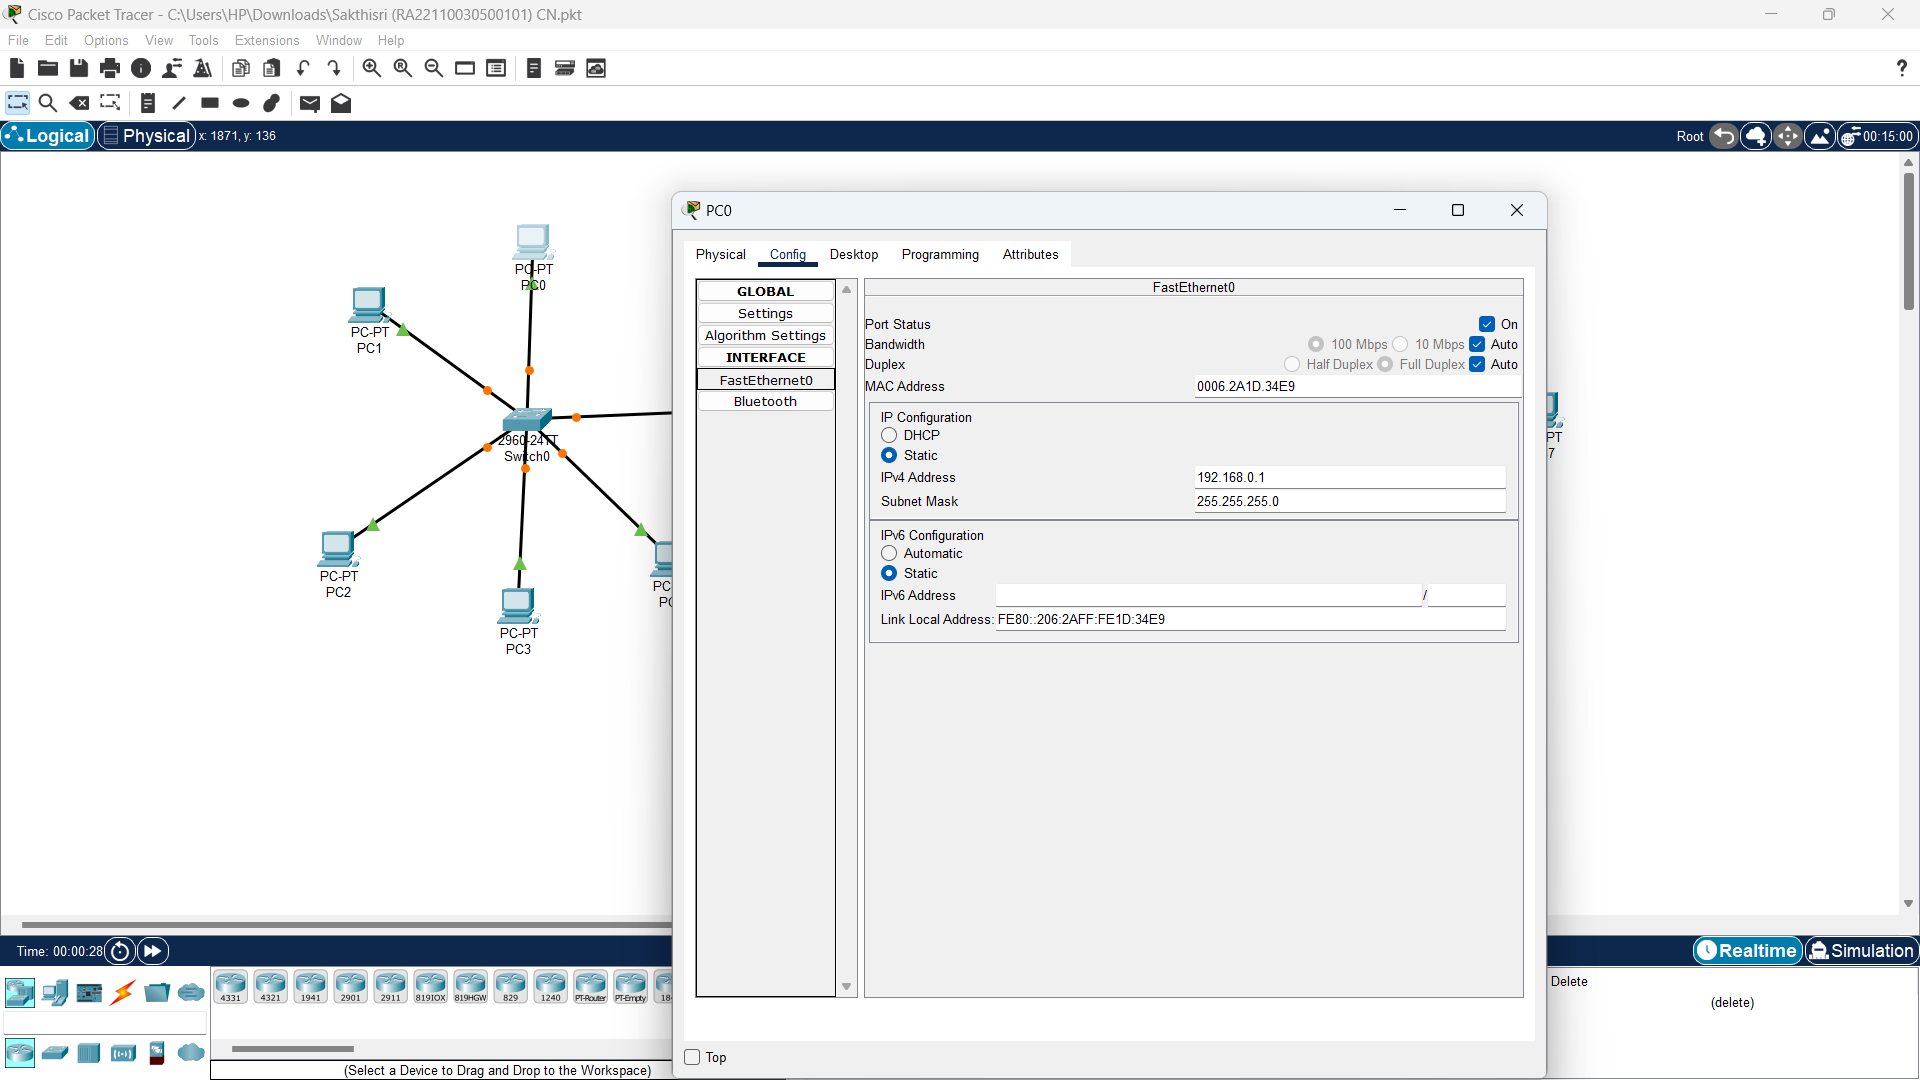 Cisco Packet Tracer - C:\Users\HP\Downloads\Sakthisri (RA22110030500101) CN.pkt
File Edit Options View Tools Extensions Window Help
?
Logical Physical x: 1871, y: 136 Root 00:15:00
PC0
Physical Config Desktop Programming Attributes
GLOBAL
Settings
Algorithm Settings
INTERFACE
FastEthernet0
Bluetooth
FastEthernet0
Port Status On
Bandwidth 100 Mbps 10 Mbps Auto
Duplex Half Duplex Full Duplex Auto
MAC Address 0006.2A1D.34E9
IP Configuration
DHCP
Static
IPv4 Address 192.168.0.1
Subnet Mask 255.255.255.0
IPv6 Configuration
Automatic
Static
IPv6 Address /
Link Local Address: FE80::206:2AFF:FE1D:34E9
Top
PC-PT
PC0
PC-PT
PC1
2960-24TT
Switch0
PC-PT
PC2
PC-PT
PC3
PC
PC
PT
7
Time: 00:00:28 Realtime Simulation
4331 4321 1941 2901 2911 819IOX 819HGW 829 1240 PT-Router PT-Empty 18
(Select a Device to Drag and Drop to the Workspace)
Delete
(delete)